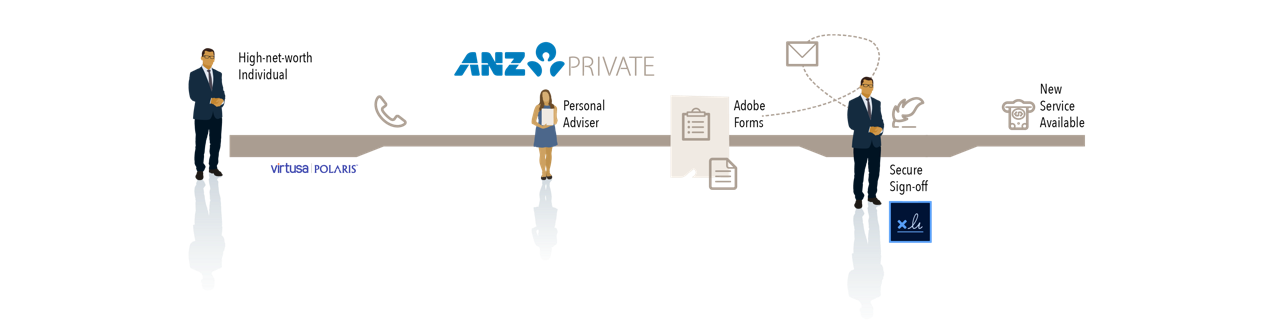 High-net-worth
Individual
ANZ PRIVATE
Personal
Adviser
Adobe
Forms
New
Service
Available
virtusa POLARIS
Secure
Sign-off